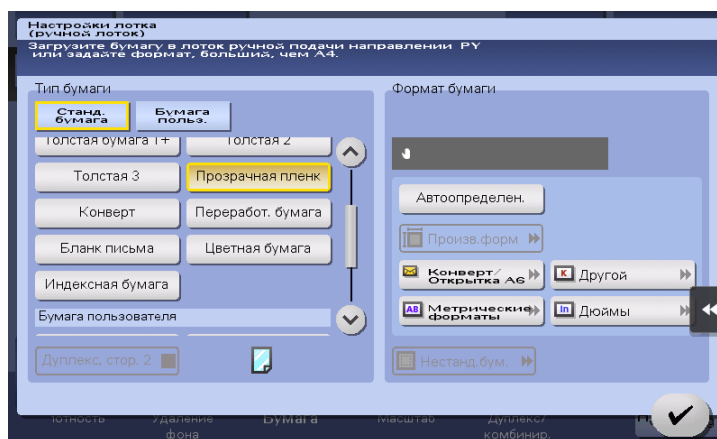 Настройки лотка
(ручной лоток)
Загрузите бумагу в лоток ручной подачи направлении PY
или задайте формат, больший, чем A4.
Тип бумаги
Станд.
бумага
Бумага
польз.
Толстая бумага 1+
Толстая 2
Толстая 3
Прозрачная пленк
Конверт
Переработ. бумага
Бланк письма
Цветная бумага
Индексная бумага
Бумага пользователя
Дуплекс, стор. 2
Формат бумаги
Автоопределен.
Произв.форм
Конверт/
Открытка A6
K
Другой
AB
Метрические
форматы
in
Дюймы
Нестанд.бум.
Удаление
фона
Бумага
Масштаб
Дуплекс/
комбинир.